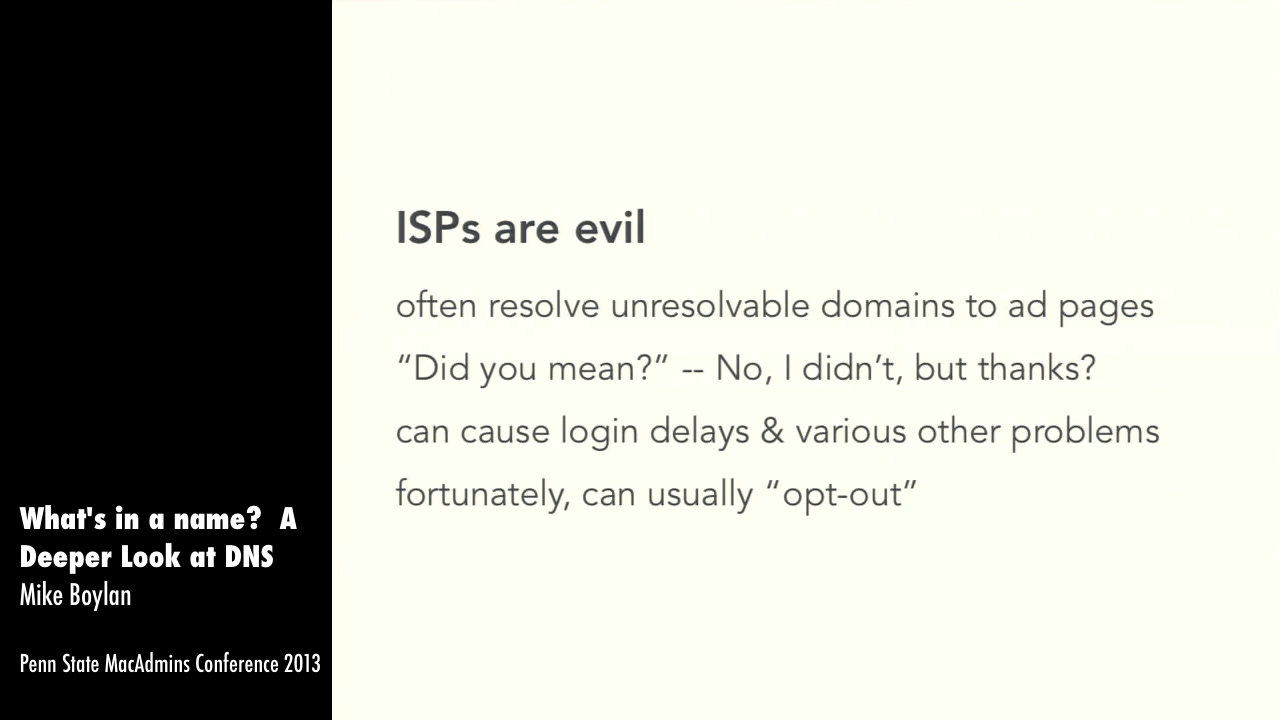 ISPs are evil
often resolve unresolvable domains to ad pages
“Did you mean?” -- No, I didn’t, but thanks?
can cause login delays & various other problems
fortunately, can usually “opt-out”
What's in a name?  A
Deeper Look at DNS
Mike Boylan
Penn State MacAdmins Conference 2013